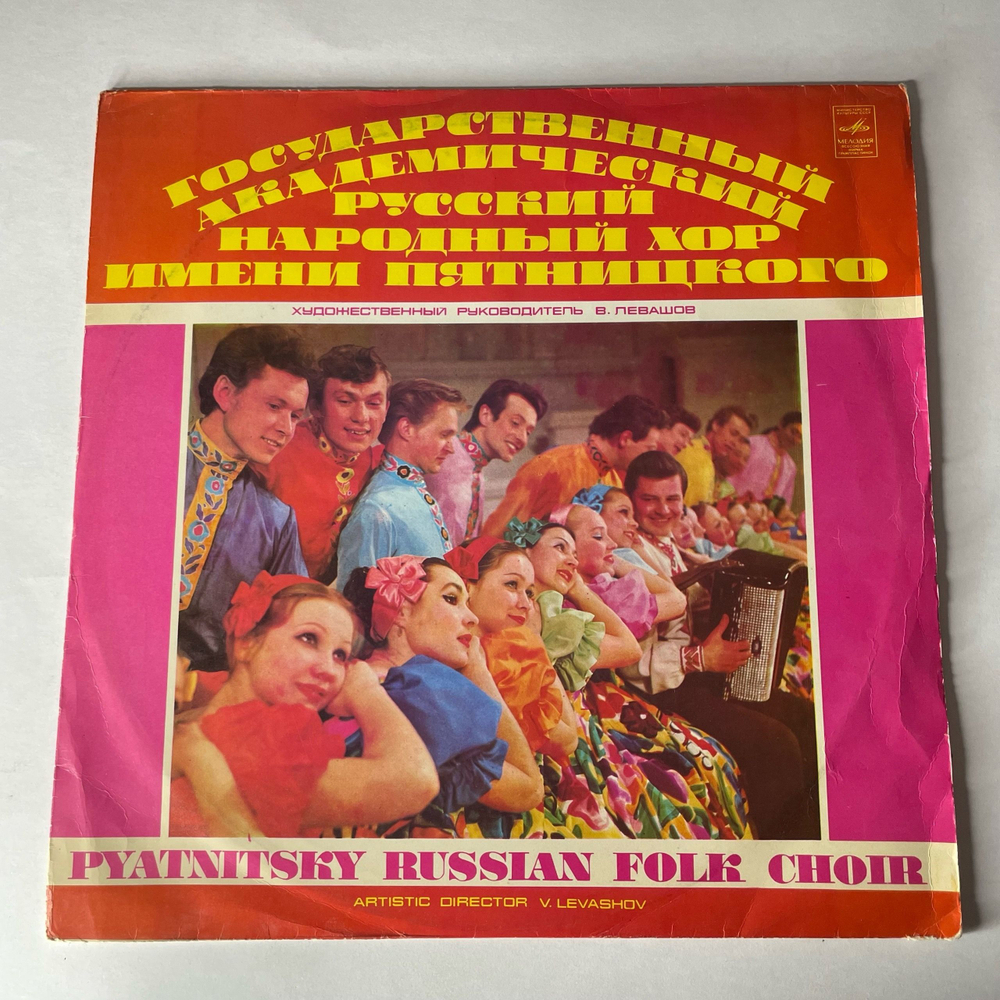 ГОСУДАРСТВЕННЫЙ
АКАДЕМИЧЕСКИЙ
РУССКИЙ
НАРОДНЫЙ ХОР
ИМЕНИ ПЯТНИЦКОГО
МЕЛОДИЯ
ХУДОЖЕСТВЕННЫЙ РУКОВОДИТЕЛЬ В. ЛЕВАШОВ
PYATNITSKY RUSSIAN FOLK CHOIR
ARTISTIC DIRECTOR V. LEVASHOV